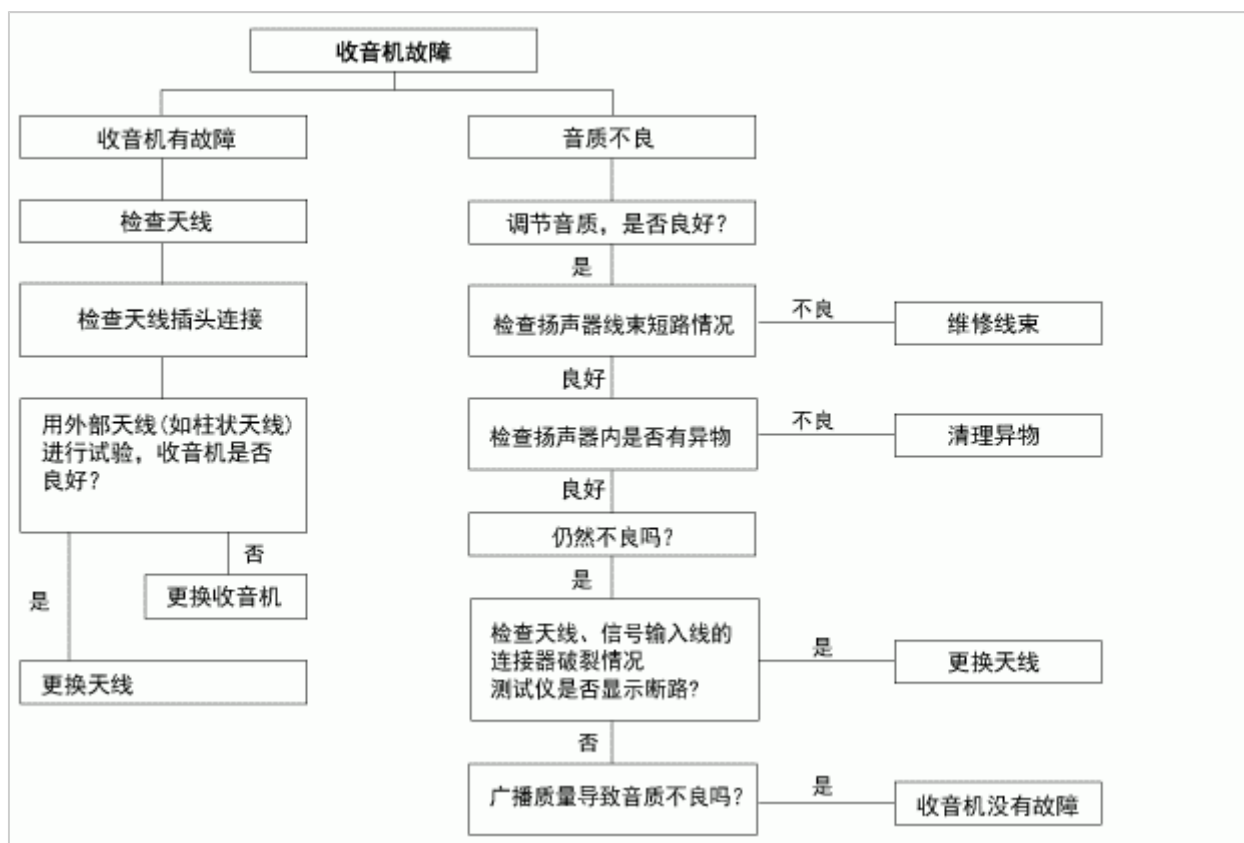 收音机故障
收音机有故障
检查天线
检查天线插头连接
用外部天线(如柱状天线)
进行试验，收音机是否
良好？
否
是
更换收音机
更换天线
音质不良
调节音质，是否良好？
是
检查扬声器线束短路情况
不良
维修线束
良好
检查扬声器内是否有异物
不良
清理异物
良好
仍然不良吗？
是
检查天线、信号输入线的
连接器破裂情况
测试仪是否显示断路?
是
更换天线
否
广播质量导致音质不良吗？
是
收音机没有故障